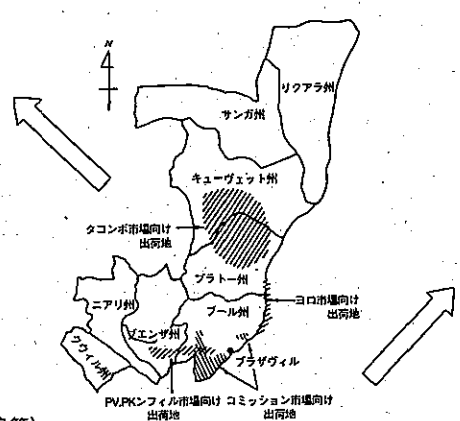 N
リクアラ州
サンガ州
キューヴェット州
タコンボ市場向け
出荷地
プラトー州
ヨロ市場向け
出荷地
ニアリ州
プール州
ブエンザ州
ブラザヴィル
クウィル州
PV.PKンフィル市場向け
出荷地
コミッション市場向け
出荷地